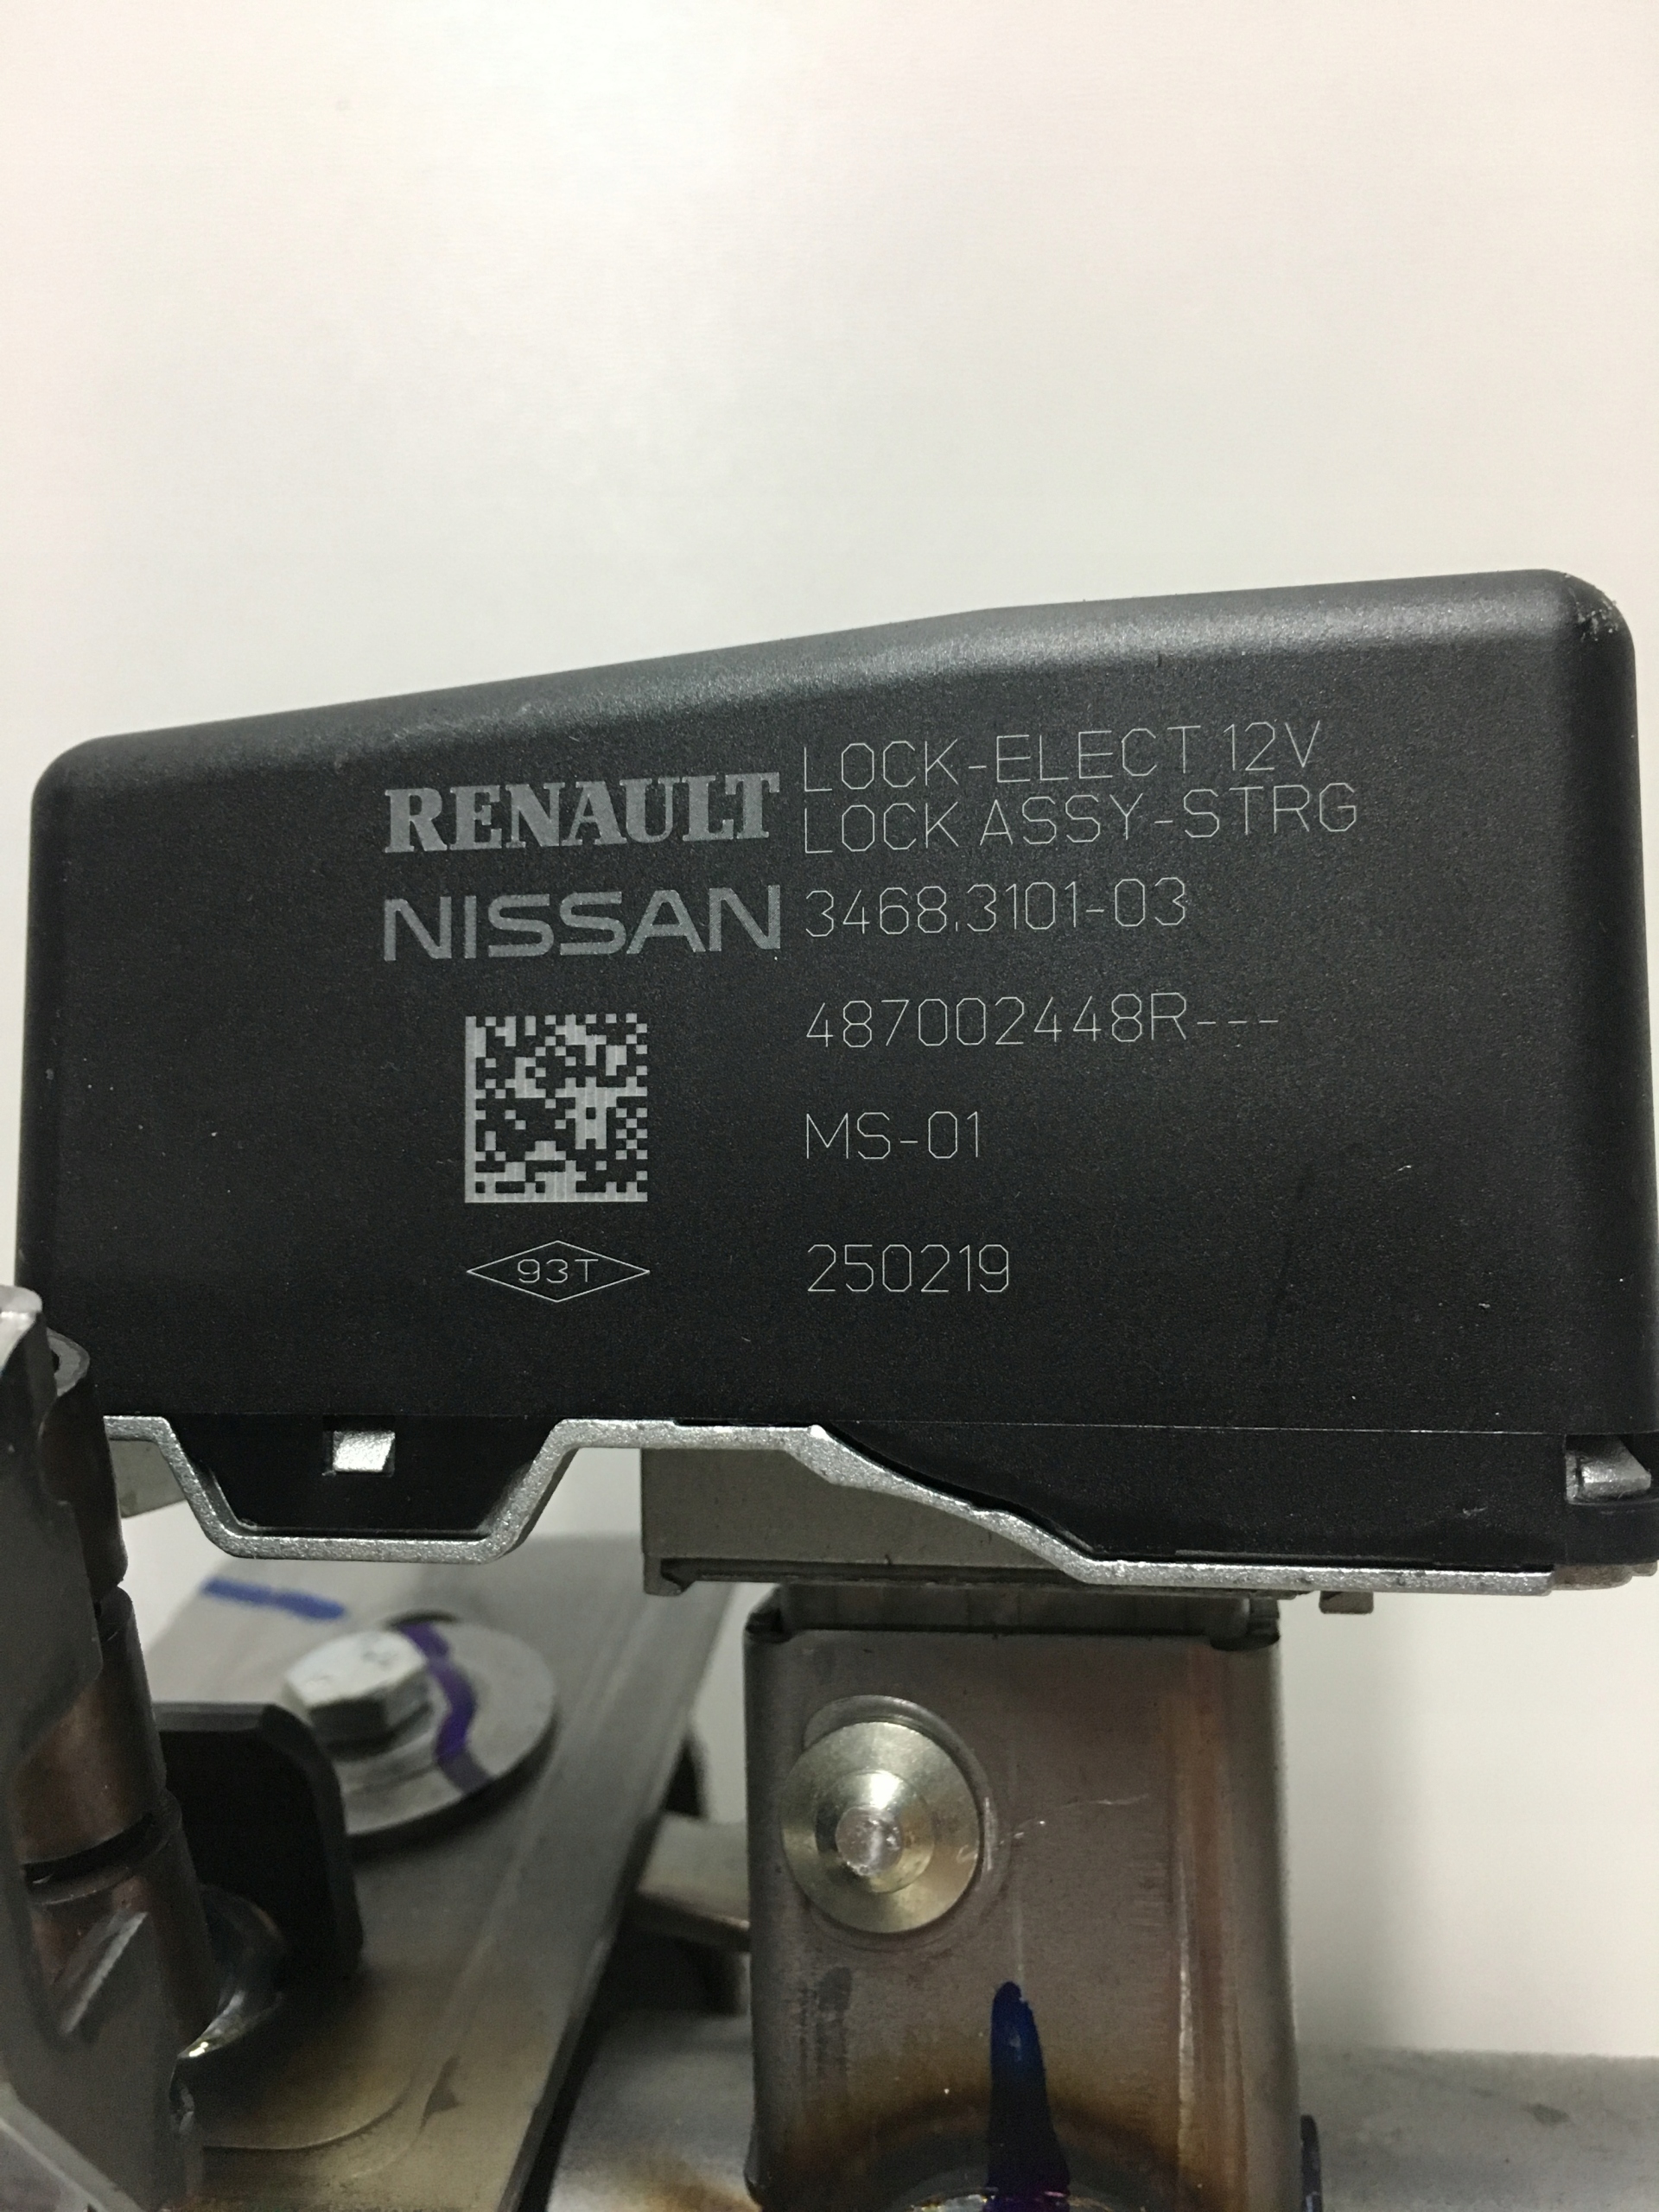 RENAULT
NISSAN
LOCK-ELECT 12V
LOCK ASSY-STRG
3468.3101-03
487002448R---
MS-01
93T
250219